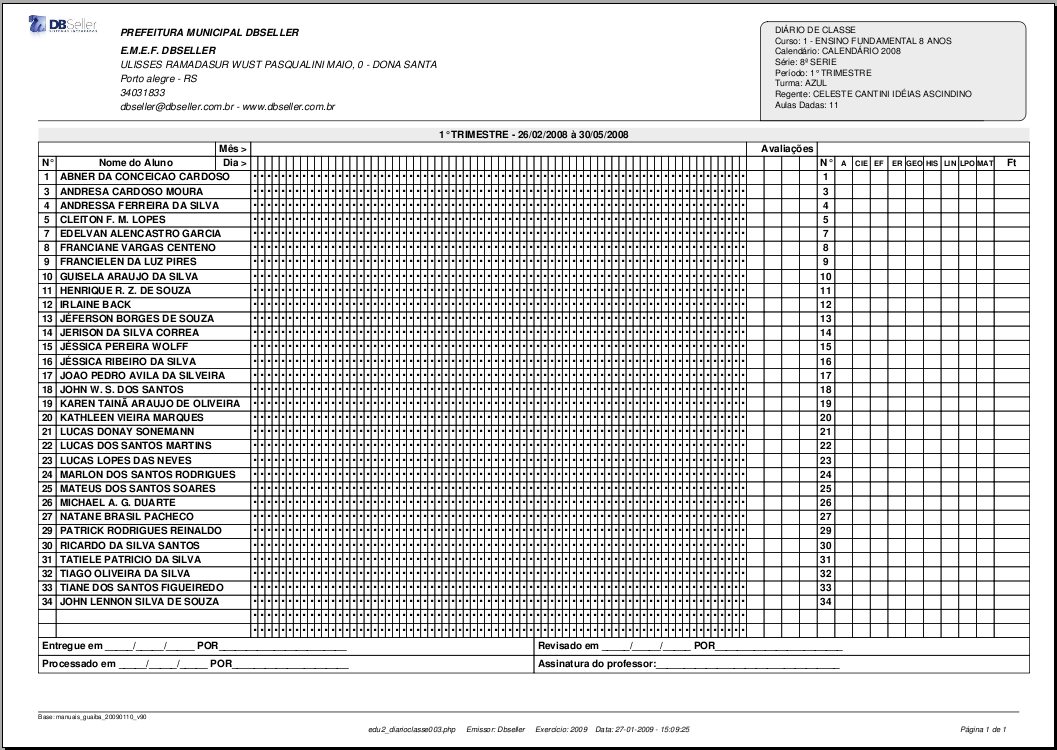 DBSeller
PREFEITURA MUNICIPAL DBSELLER
E.M.E.F. DBSELLER
ULISSES RAMADASUR WUST PASQUALINI MAIO, 0 - DONA SANTA
Porto alegre - RS
34031833
dbseller@dbseller.com.br - www.dbseller.com.br
DIÁRIO DE CLASSE
Curso: 1 - ENSINO FUNDAMENTAL 8 ANOS
Calendário: CALENDÁRIO 2008
Série: 8º SERIE
Período: 1° TRIMESTRE
Turma: AZUL
Regente: CELESTE CANTINI IDÉIAS ASCINDINO
Aulas Dadas: 11
1° TRIMESTRE - 26/02/2008 à 30/05/2008
Mês > Avaliações
N° Nome do Aluno Dia > N° A CIE EF ER GEO HIS LIN LPO MAT Ft
1 ABNER DA CONCEICAO CARDOSO 1
3 ANDRESA CARDOSO MOURA 3
4 ANDRESSA FERREIRA DA SILVA 4
5 CLEITON F. M. LOPES 5
7 EDELVAN ALENCASTRO GARCIA 7
8 FRANCIANE VARGAS CENTENO 8
9 FRANCIELEN DA LUZ PIRES 9
10 GUISELA ARAUJO DA SILVA 10
11 HENRIQUE R. Z. DE SOUZA 11
12 IRLAINE BACK 12
13 JÉFERSON BORGES DE SOUZA 13
14 JERISON DA SILVA CORREA 14
15 JÉSSICA PEREIRA WOLFF 15
16 JÉSSICA RIBEIRO DA SILVA 16
17 JOAO PEDRO AVILA DA SILVEIRA 17
18 JOHN W. S. DOS SANTOS 18
19 KAREN TAINÃ ARAUJO DE OLIVEIRA 19
20 KATHLEEN VIEIRA MARQUES 20
21 LUCAS DONAY SONEMANN 21
22 LUCAS DOS SANTOS MARTINS 22
23 LUCAS LOPES DAS NEVES 23
24 MARLON DOS SANTOS RODRIGUES 24
25 MATEUS DOS SANTOS SOARES 25
26 MICHAEL A. G. DUARTE 26
27 NATANE BRASIL PACHECO 27
29 PATRICK RODRIGUES REINALDO 29
30 RICARDO DA SILVA SANTOS 30
31 TATIELE PATRICIO DA SILVA 31
32 TIAGO OLIVEIRA DA SILVA 32
33 TIANE DOS SANTOS FIGUEIREDO 33
34 JOHN LENNON SILVA DE SOUZA 34
Entregue em _____/_____/_____ POR_______________________ Revisado em _____/_____/_____ POR_______________________
Processado em _____/_____/_____ POR_____________________ Assinatura do professor:_________________________________
Base: manuais_guaiba_20090110_v90
edu2_diarioclasse003.php Emissor: Dbseller Exercicio: 2009 Data: 27-01-2009 - 15:09:25 Página 1 de 1